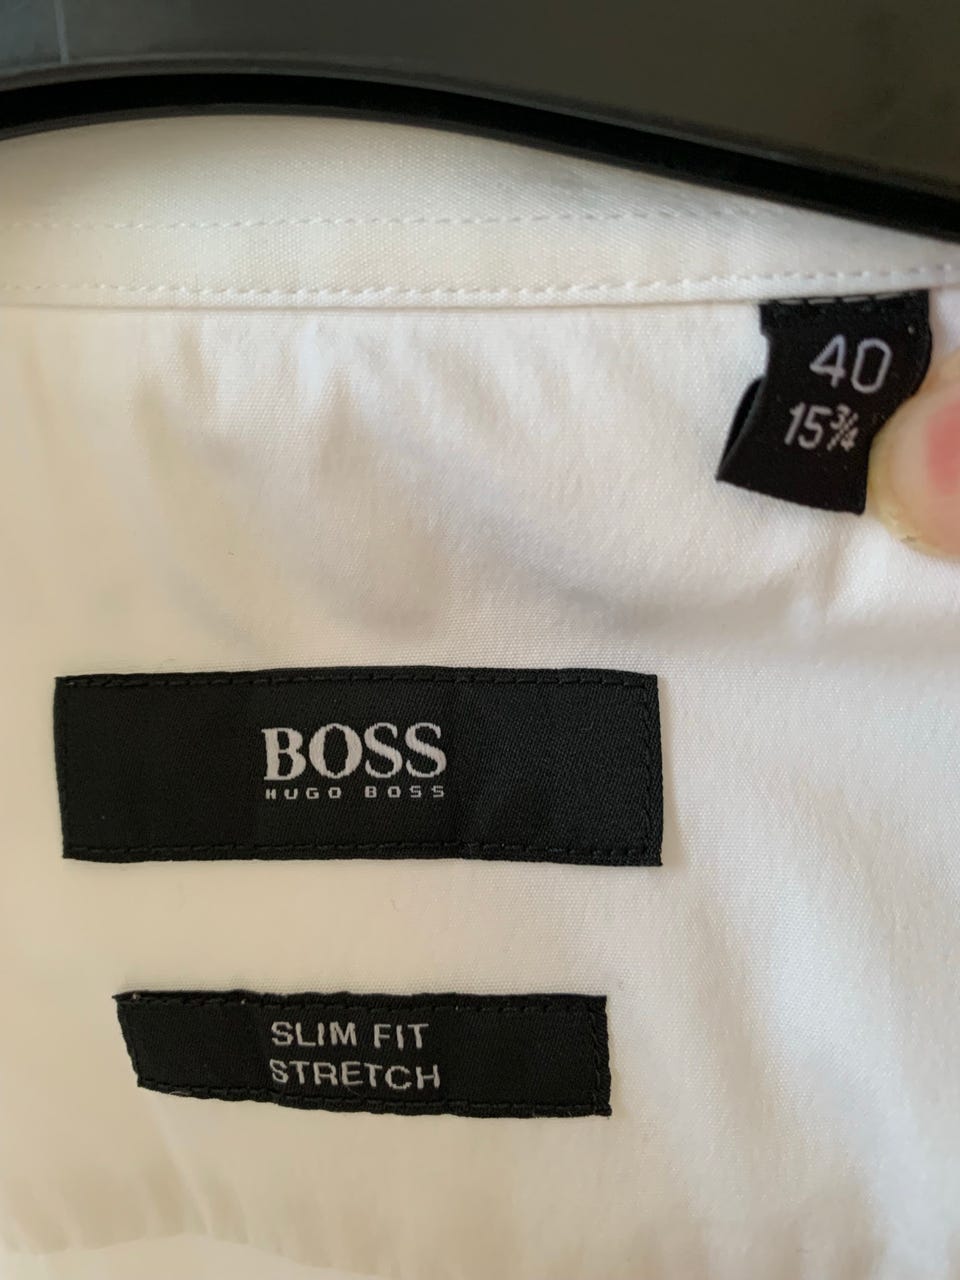 40
15¾
BOSS
HUGO BOSS
SLIM FIT
STRETCH